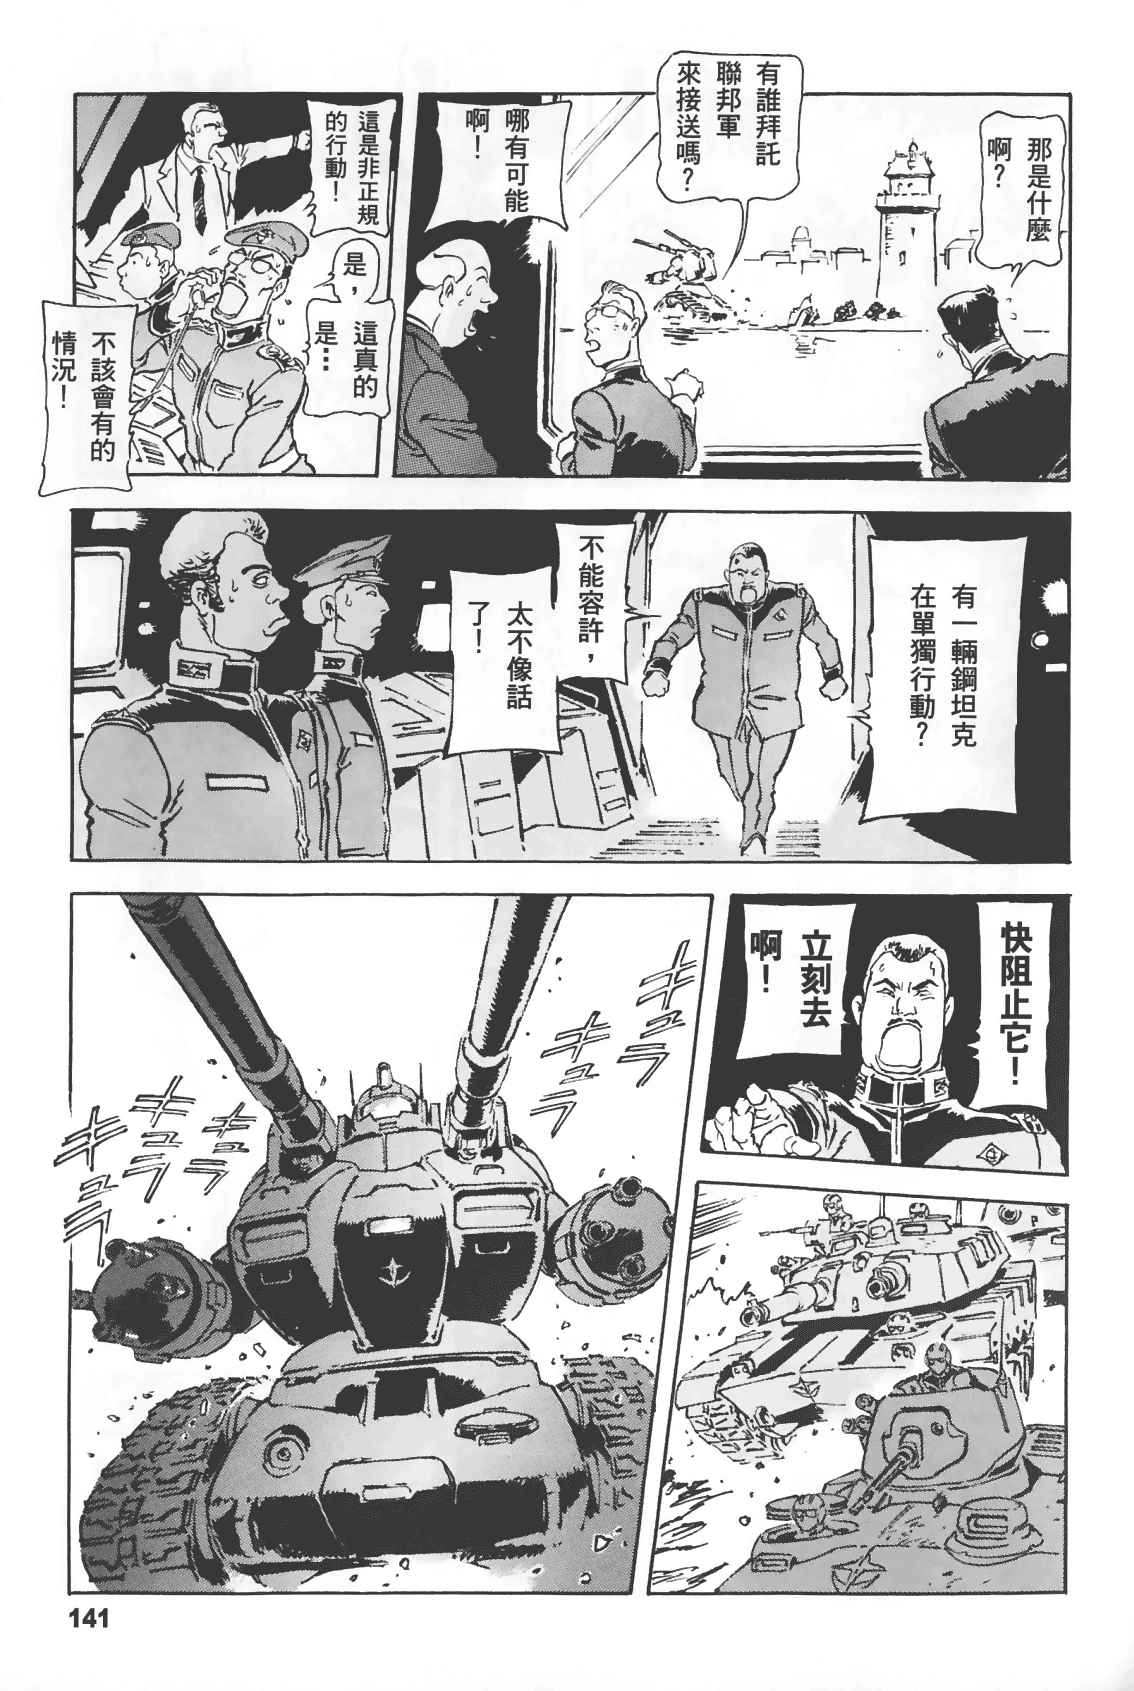 那是什麼
啊？
有誰拜託
聯邦軍
來接送嗎？
哪有可能
啊！
這是非正規
的行動！
是，
這真的
是…
不該會有的
情況！
有一輛鋼坦克
在單獨行動？
不能容許，
太不像話
了！
快阻止它！
立刻去
啊！
キュラ
キュラ
キュラ
キュラ
キュラ
キュラ
141